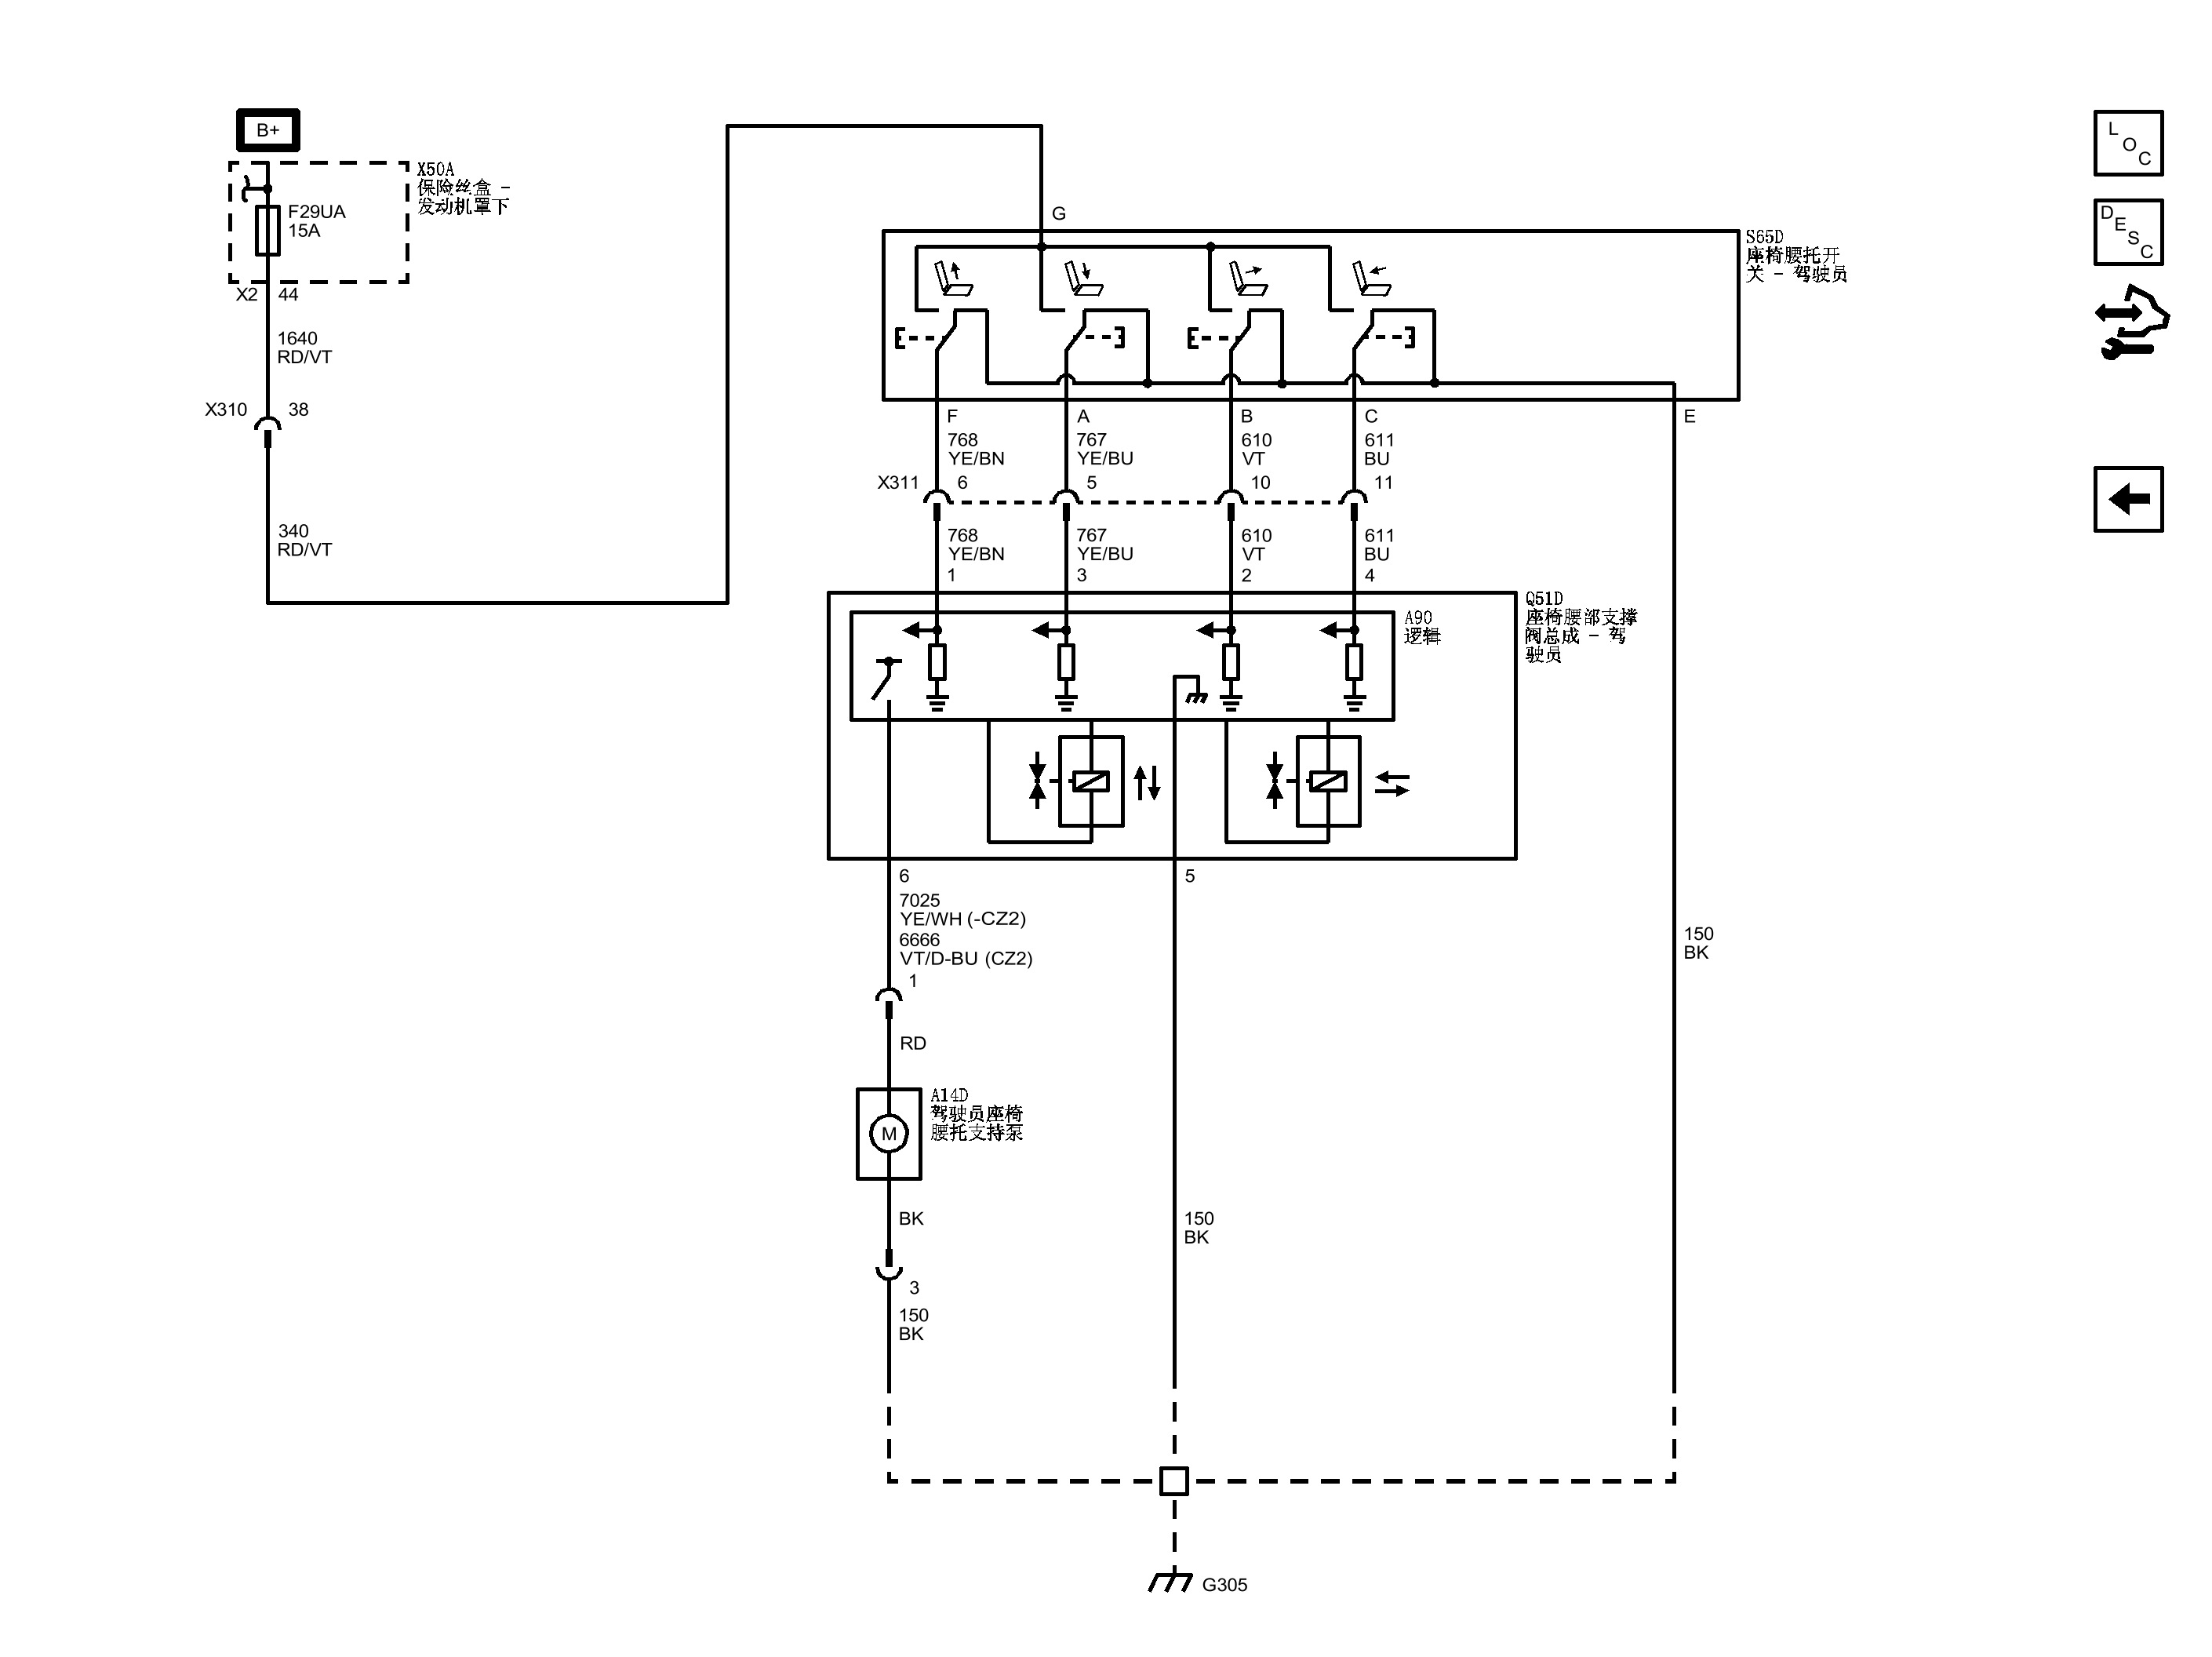 B+
X50A
保险丝盒 -
发动机罩下
F29UA
15A
X2 44
1640
RD/VT
X310 38
340
RD/VT
G
S65D
座椅腰托开
关 - 驾驶员
F A B C E
768 767 610 611
YE/BN YE/BU VT BU
X311 6 5 10 11
768 767 610 611
YE/BN YE/BU VT BU
1 3 2 4
Q51D
座椅腰部支撑
阀总成 - 驾
驶员
A90
逻辑
6 5
7025
YE/WH (-CZ2)
6666
VT/D-BU (CZ2)
1
150
BK
RD
A14D
驾驶员座椅
腰托支持泵
M
BK
150
BK
3
150
BK
G305
L
O
C
D
E
S
C